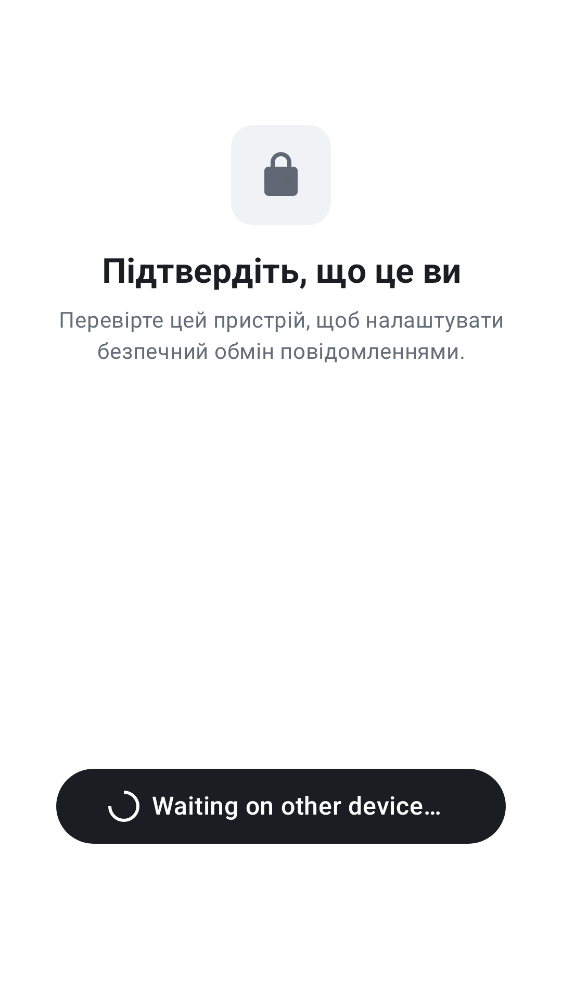 Підтвердіть, що це ви
Перевірте цей пристрій, щоб налаштувати
безпечний обмін повідомленнями.
Waiting on other device…